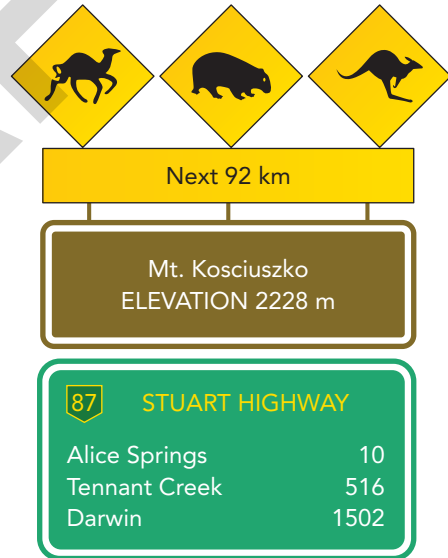 Next 92 km
Mt. Kosciuszko
ELEVATION 2228 m
87 STUART HIGHWAY
Alice Springs 10
Tennant Creek 516
Darwin 1502